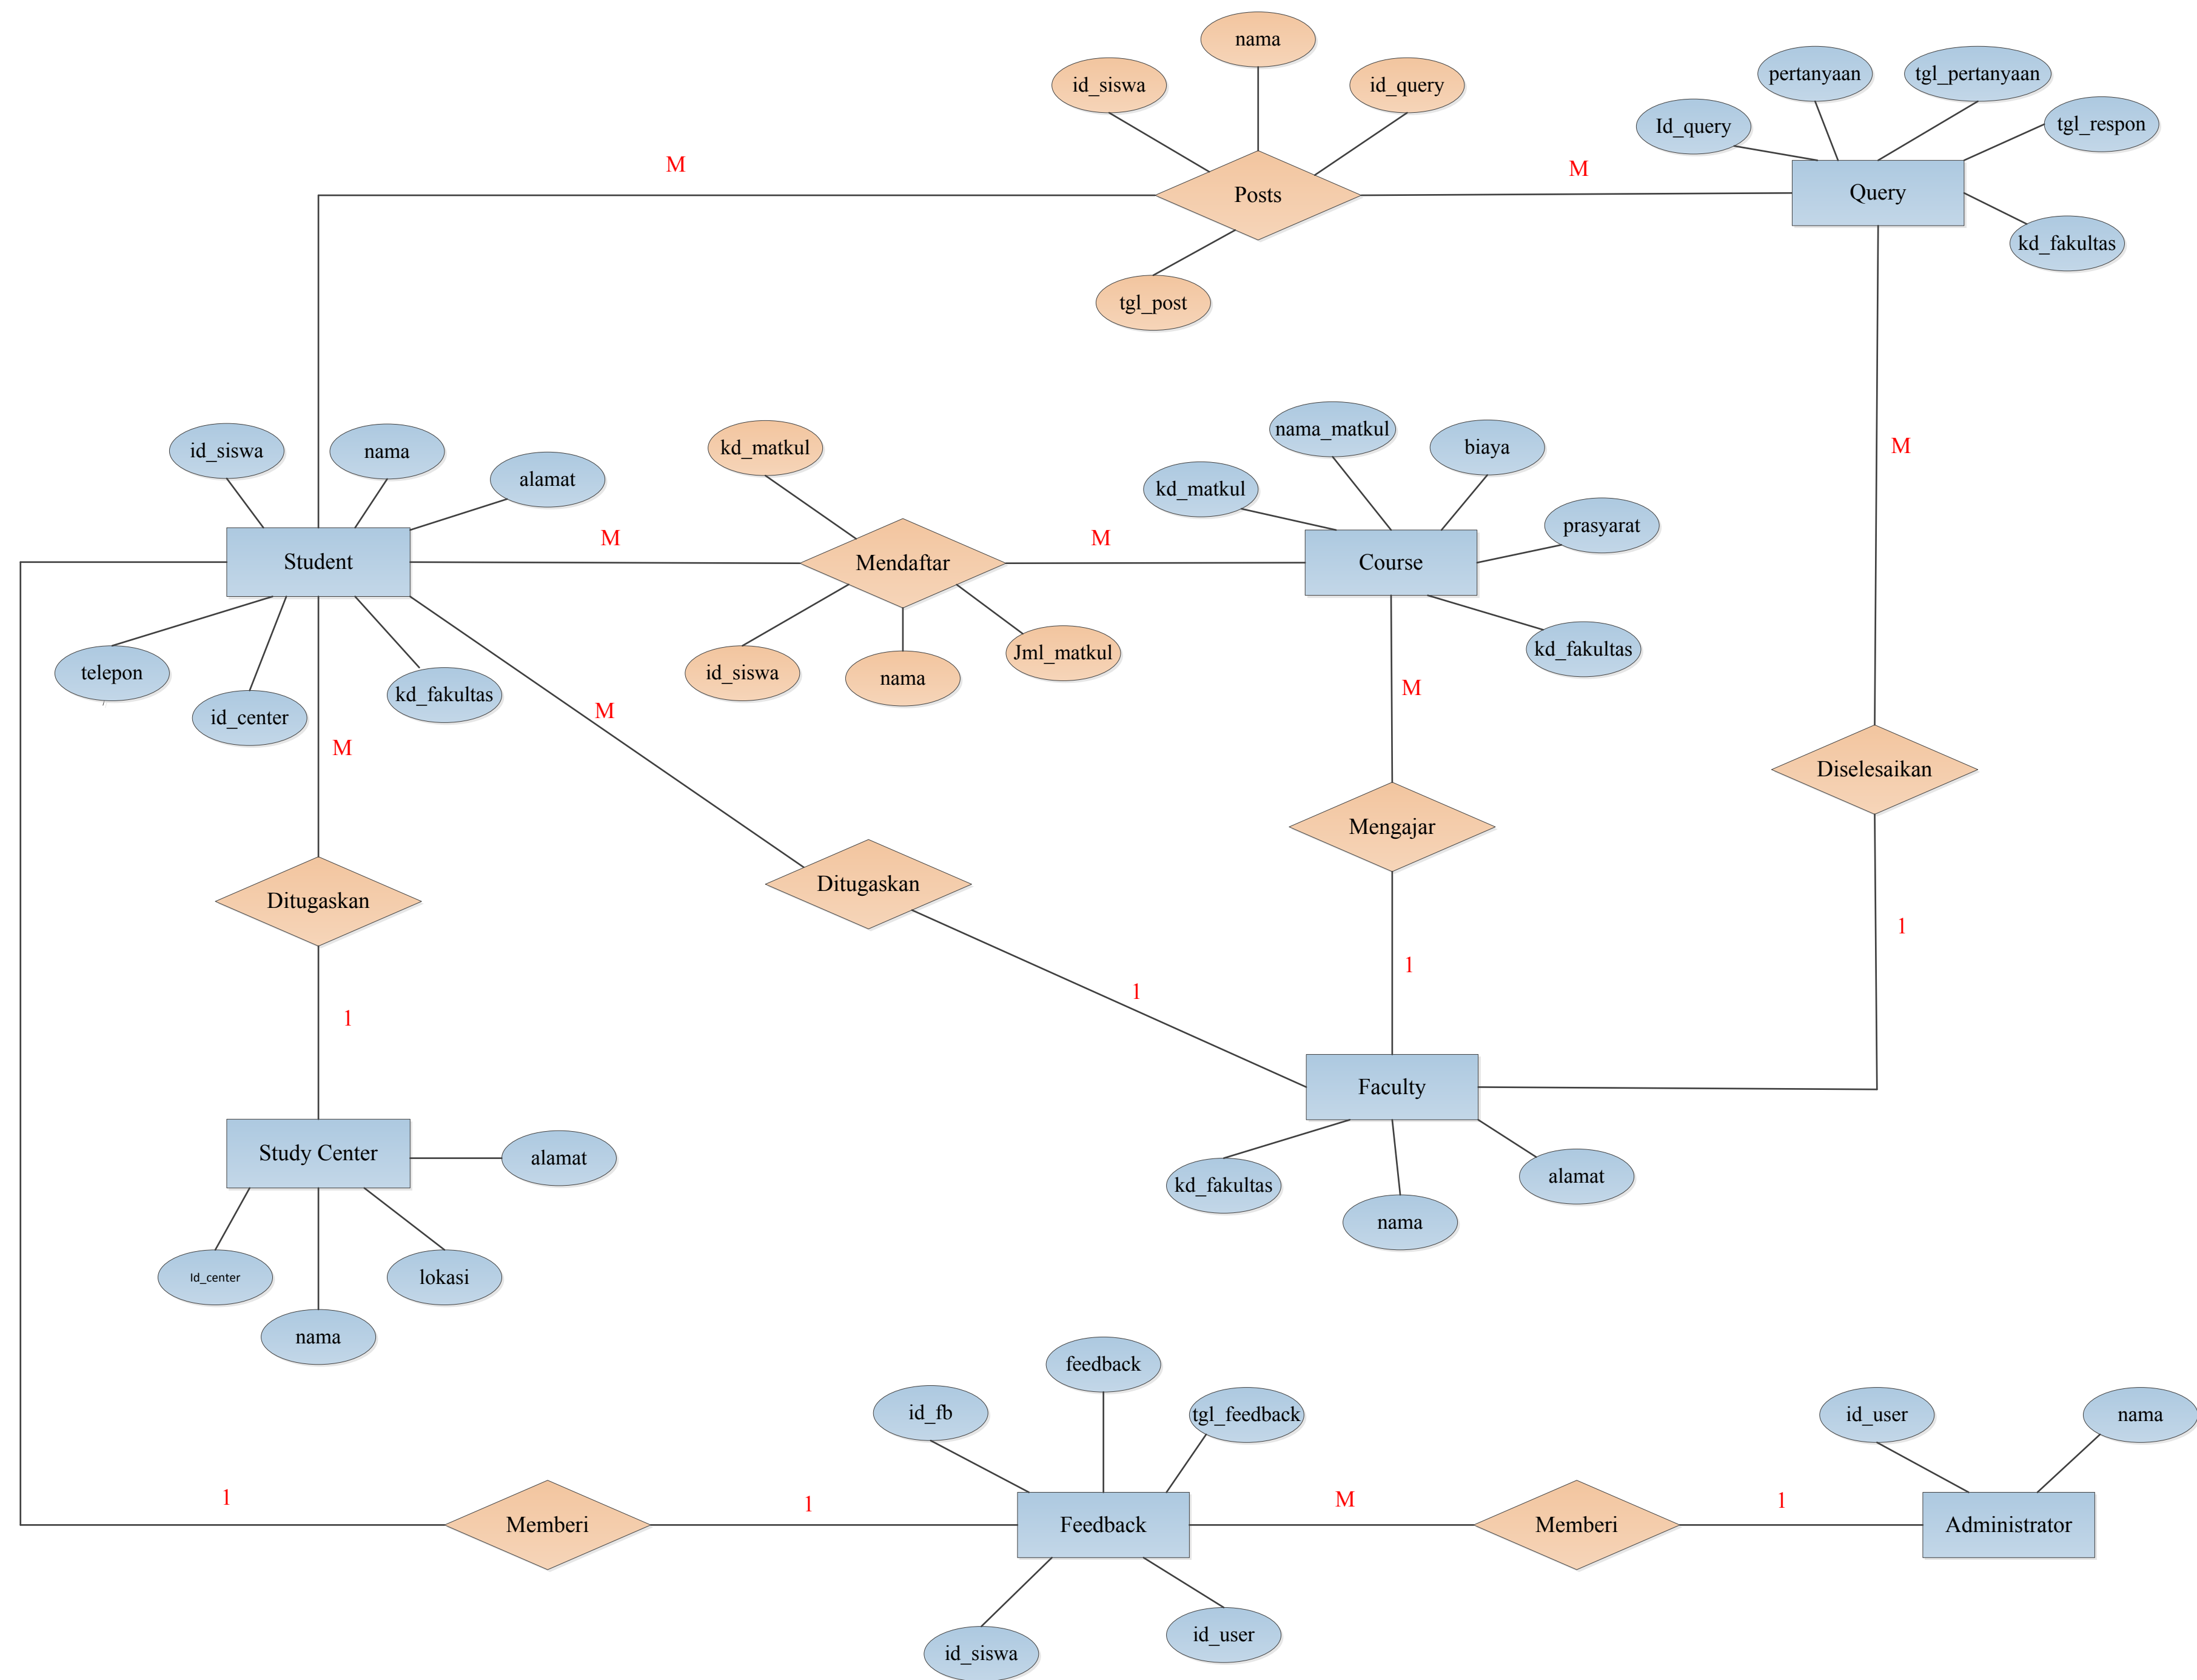 nama
id_siswa
id_query
Posts
tgl_post
M
M
pertanyaan
tgl_pertanyaan
Id_query
tgl_respon
Query
kd_fakultas
id_siswa
nama
alamat
Student
telepon
id_center
kd_fakultas
M
M
kd_matkul
Mendaftar
id_siswa
nama
Jml_matkul
nama_matkul
biaya
kd_matkul
prasyarat
Course
kd_fakultas
M
M
M
M
Diselesaikan
1
Mengajar
1
Ditugaskan
1
Ditugaskan
1
Study Center
alamat
Id_center
lokasi
nama
Faculty
kd_fakultas
nama
alamat
1
Memberi
1
id_fb
feedback
tgl_feedback
Feedback
id_siswa
id_user
M
Memberi
1
id_user
nama
Administrator